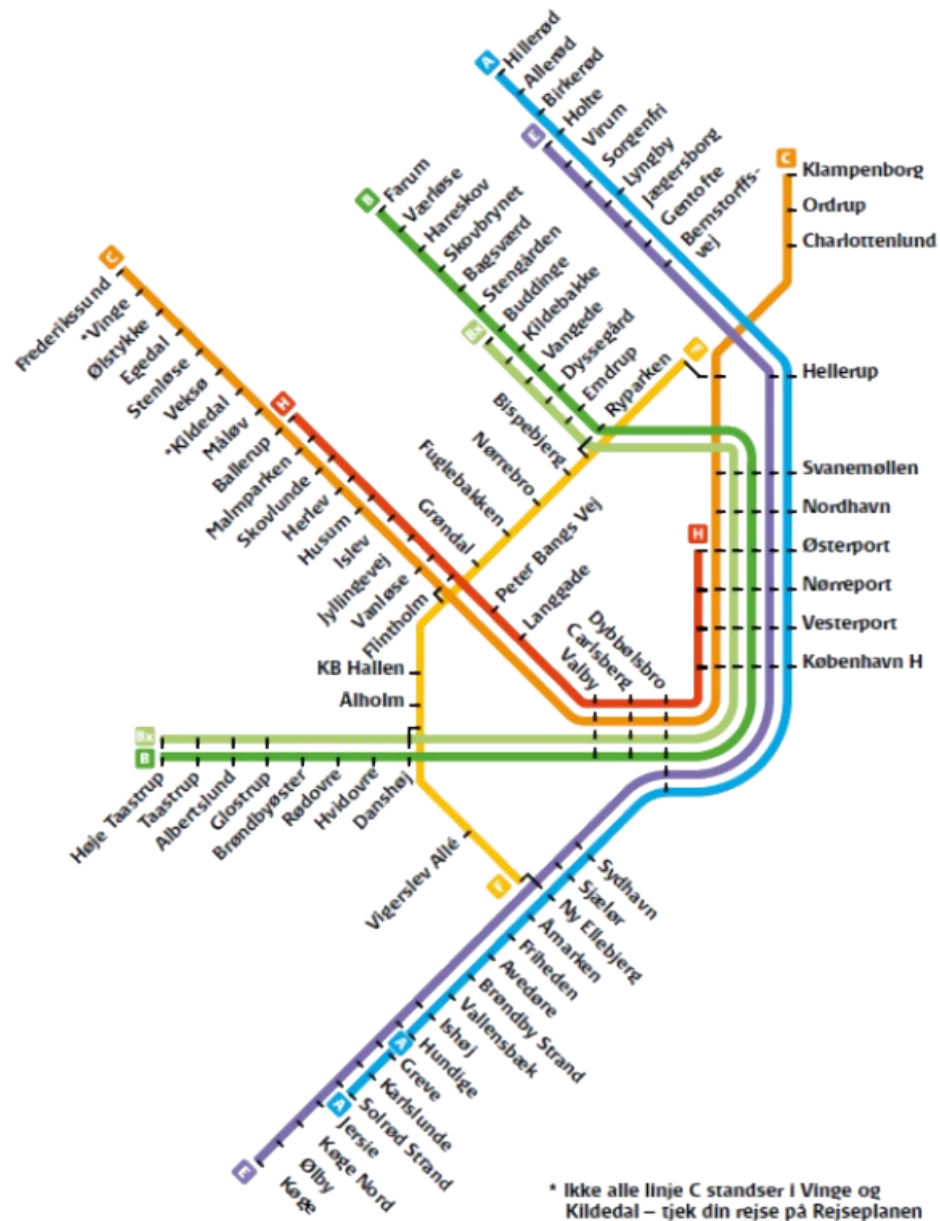 A
Hillerød
Allerød
Birkerød
Holte
Virum
Sorgenfri
Lyngby
Jægersborg
Gentofte
Bernstorffs-
vej
E
C
Klampenborg
Ordrup
Charlottenlund
Hellerup
Svanemøllen
Nordhavn
Østerport
Nørreport
Vesterport
København H
B
Farum
Værløse
Hareskov
Skovbrynet
Bagsværd
Stengården
Buddinge
Kildebakke
Vangede
Dyssegård
Emdrup
Ryparken
Bx
F
Bispebjerg
Nørrebro
Fuglebakken
Grøndal
C
Frederikssund
*Vinge
Ølstykke
Egedal
Stenløse
Veksø
*Kildedal
Måløv
Ballerup
Malmparken
Skovlunde
Herlev
Husum
Islev
Jyllingevej
Vanløse
Flintholm
H
Peter Bangs Vej
Langgade
Valby
Carlsberg
Dybbølsbro
H
KB Hallen
Ålholm
Bx
B
Høje Taastrup
Taastrup
Albertslund
Glostrup
Brøndbyøster
Rødovre
Hvidovre
Danshøj
Vigerslev Allé
F
Sydhavn
Sjælør
Ny Ellebjerg
Åmarken
Friheden
Avedøre
Brøndby Strand
Vallensbæk
Ishøj
Hundige
A
Greve
Karlslunde
Solrød Strand
A
Jersie
Køge Nord
Ølby
Køge
E
* Ikke alle linje C standser i Vinge og
Kildedal – tjek din rejse på Rejseplanen